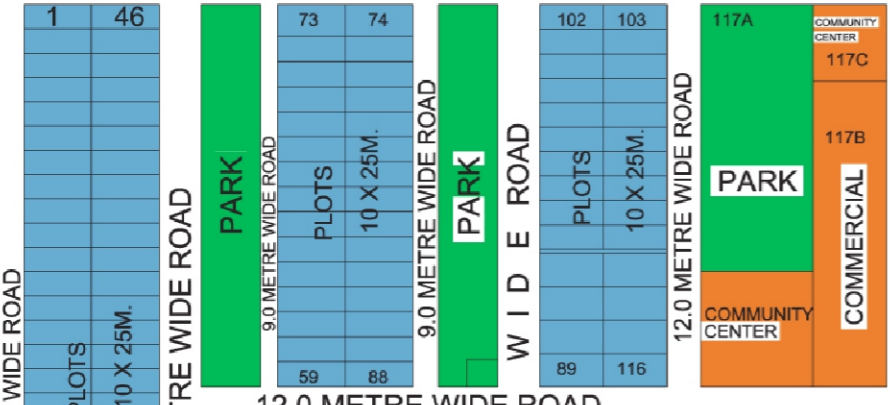 1 46
73 74
102 103
117A
COMMUNITY
CENTER
117C
117B
WIDE ROAD
PLOTS
10 X 25M.
TRE WIDE ROAD
PARK
9.0 METRE WIDE ROAD
PLOTS
10 X 25M.
9.0 METRE WIDE ROAD
PARK
WIDE ROAD
PLOTS
10 X 25M.
12.0 METRE WIDE ROAD
PARK
COMMERCIAL
COMMUNITY
CENTER
59 88
89 116
12.0 METRE WIDE ROAD